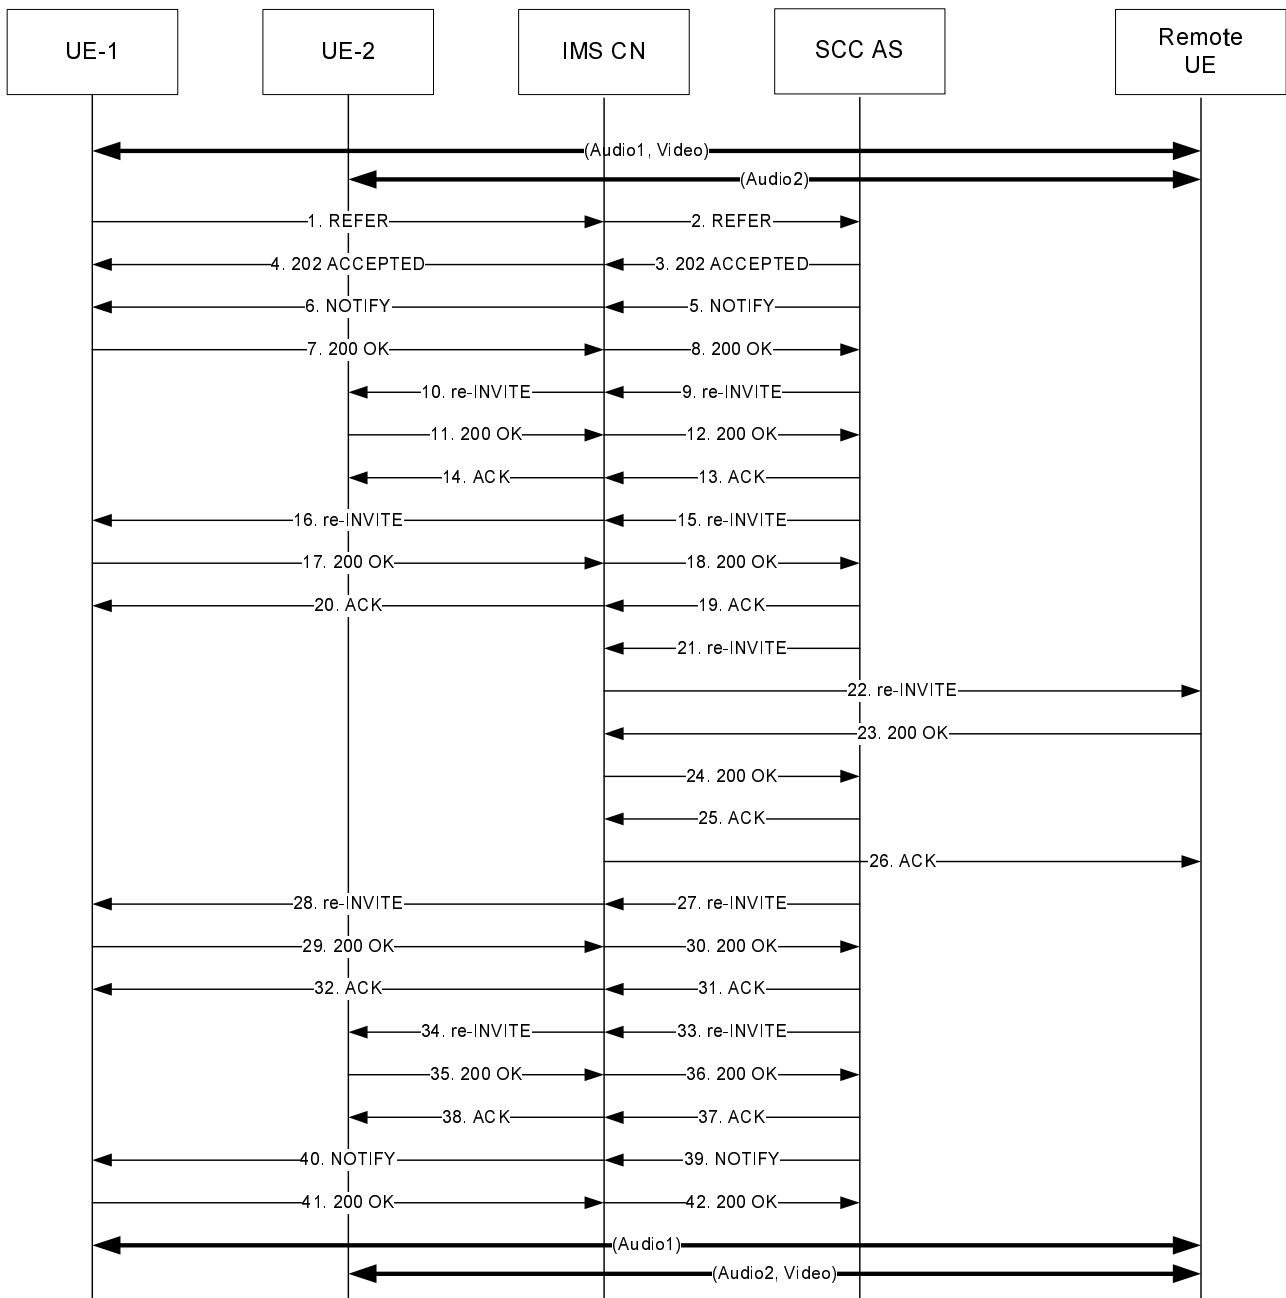 UE-1
UE-2
IMS CN
SCC AS
Remote
UE
(Audio1, Video)
(Audio2)
1. REFER
2. REFER
4. 202 ACCEPTED
3. 202 ACCEPTED
6. NOTIFY
5. NOTIFY
7. 200 OK
8. 200 OK
10. re-INVITE
9. re-INVITE
11. 200 OK
12. 200 OK
14. ACK
13. ACK
16. re-INVITE
15. re-INVITE
17. 200 OK
18. 200 OK
20. ACK
19. ACK
21. re-INVITE
22. re-INVITE
23. 200 OK
24. 200 OK
25. ACK
26. ACK
28. re-INVITE
27. re-INVITE
29. 200 OK
30. 200 OK
32. ACK
31. ACK
34. re-INVITE
33. re-INVITE
35. 200 OK
36. 200 OK
38. ACK
37. ACK
40. NOTIFY
39. NOTIFY
41. 200 OK
42. 200 OK
(Audio1)
(Audio2, Video)